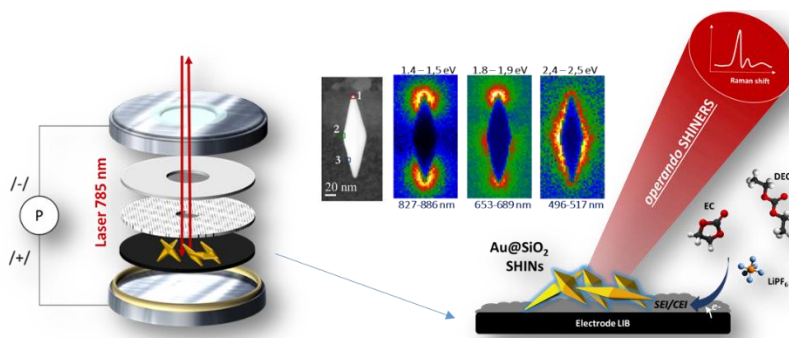 /-/
P
/+/
Laser 785 nm
1
2
3
20 nm
1.4 – 1,5 eV
1.8 – 1,9 eV
2,4 – 2,5 eV
827-886 nm
653-689 nm
496-517 nm
Raman shift
operando SHINERS
Au@SiO₂
SHINs
EC
DEC
LiPF₆
SEI/CEI
e-
Electrode LIB